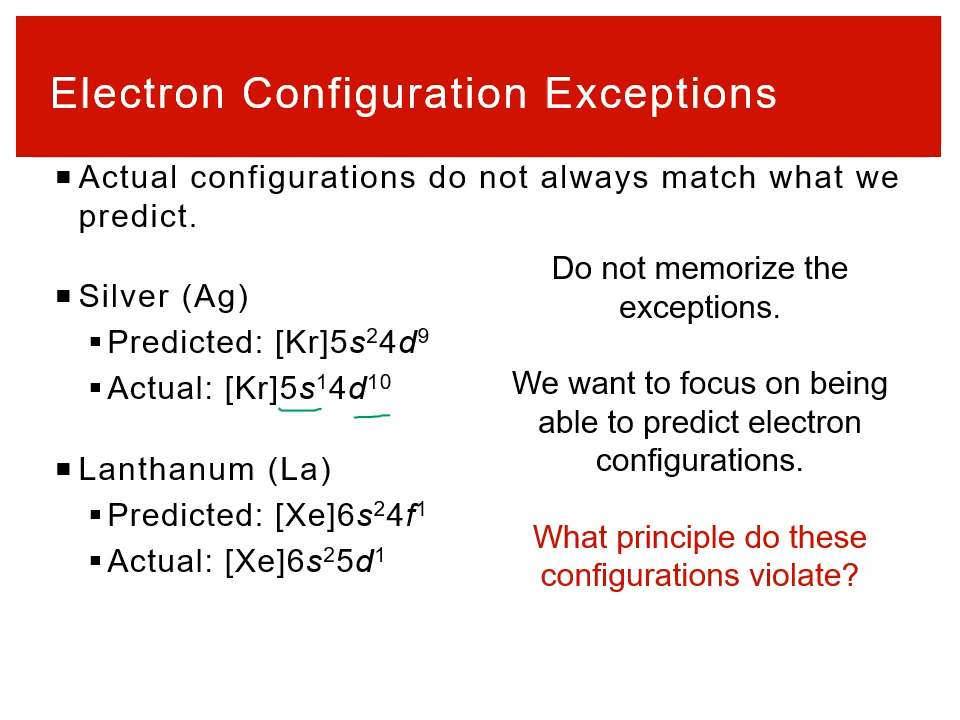 Electron Configuration Exceptions
▪ Actual configurations do not always match what we
predict.
▪ Silver (Ag)
▪ Predicted: [Kr]5s²4d⁹
▪ Actual: [Kr]5s¹4d¹⁰
▪ Lanthanum (La)
▪ Predicted: [Xe]6s²4f¹
▪ Actual: [Xe]6s²5d¹
Do not memorize the
exceptions.
We want to focus on being
able to predict electron
configurations.
What principle do these
configurations violate?